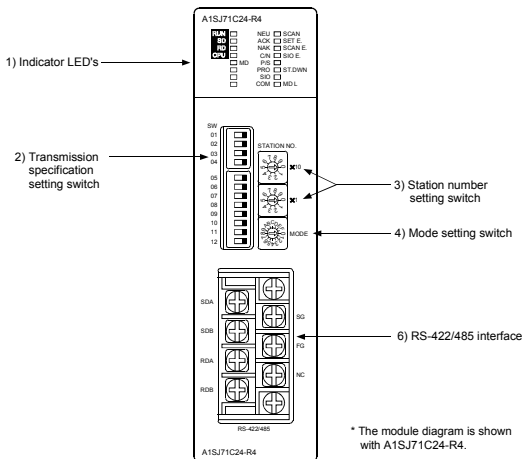 A1SJ71C24-R4
RUN NEU SCAN
SD ACK SET E.
RD NAK SCAN E.
CPU C/N SIO E.
MD P/S
PRO ST.DWN
SIO
COM MD L
1) Indicator LED's
SW
01
02
03
04
05
06
07
08
09
10
11
12
STATION NO.
×10
×1
MODE
2) Transmission
specification
setting switch
3) Station number
setting switch
4) Mode setting switch
SDA
SDB
RDA
RDB
SG
FG
NC
6) RS-422/485 interface
RS-422/485
A1SJ71C24-R4
* The module diagram is shown
with A1SJ71C24-R4.